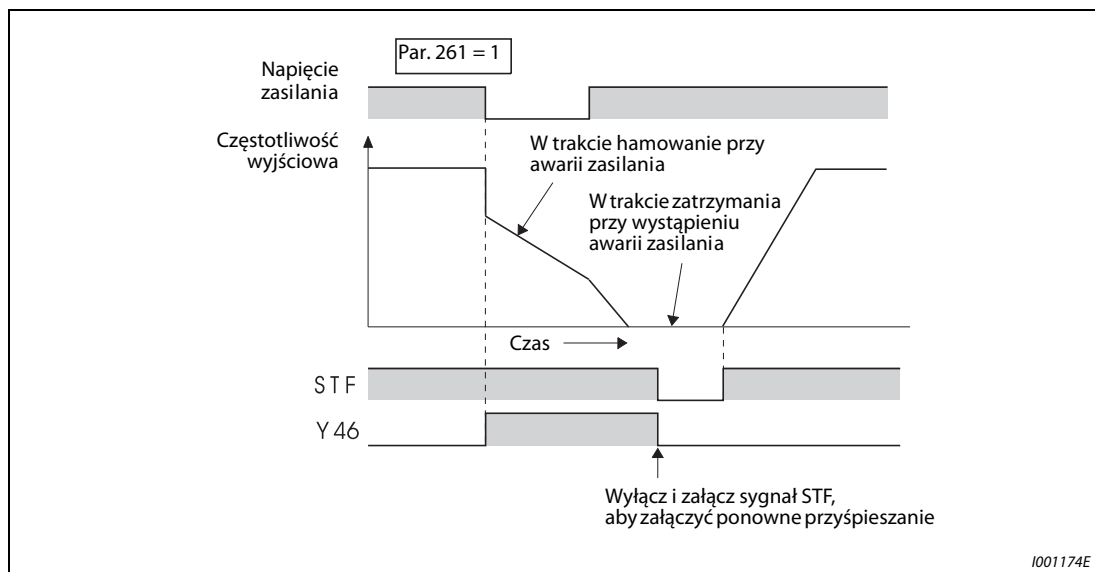 Par. 261 = 1
Napięcie
zasilania
Częstotliwość
wyjściowa
W trakcie hamowanie przy
awarii zasilania
W trakcie zatrzymania
przy wystąpieniu
awarii zasilania
Czas
STF
Y 46
Wyłącz i załącz sygnał STF,
aby załączyć ponowne przyśpieszanie
I001174E